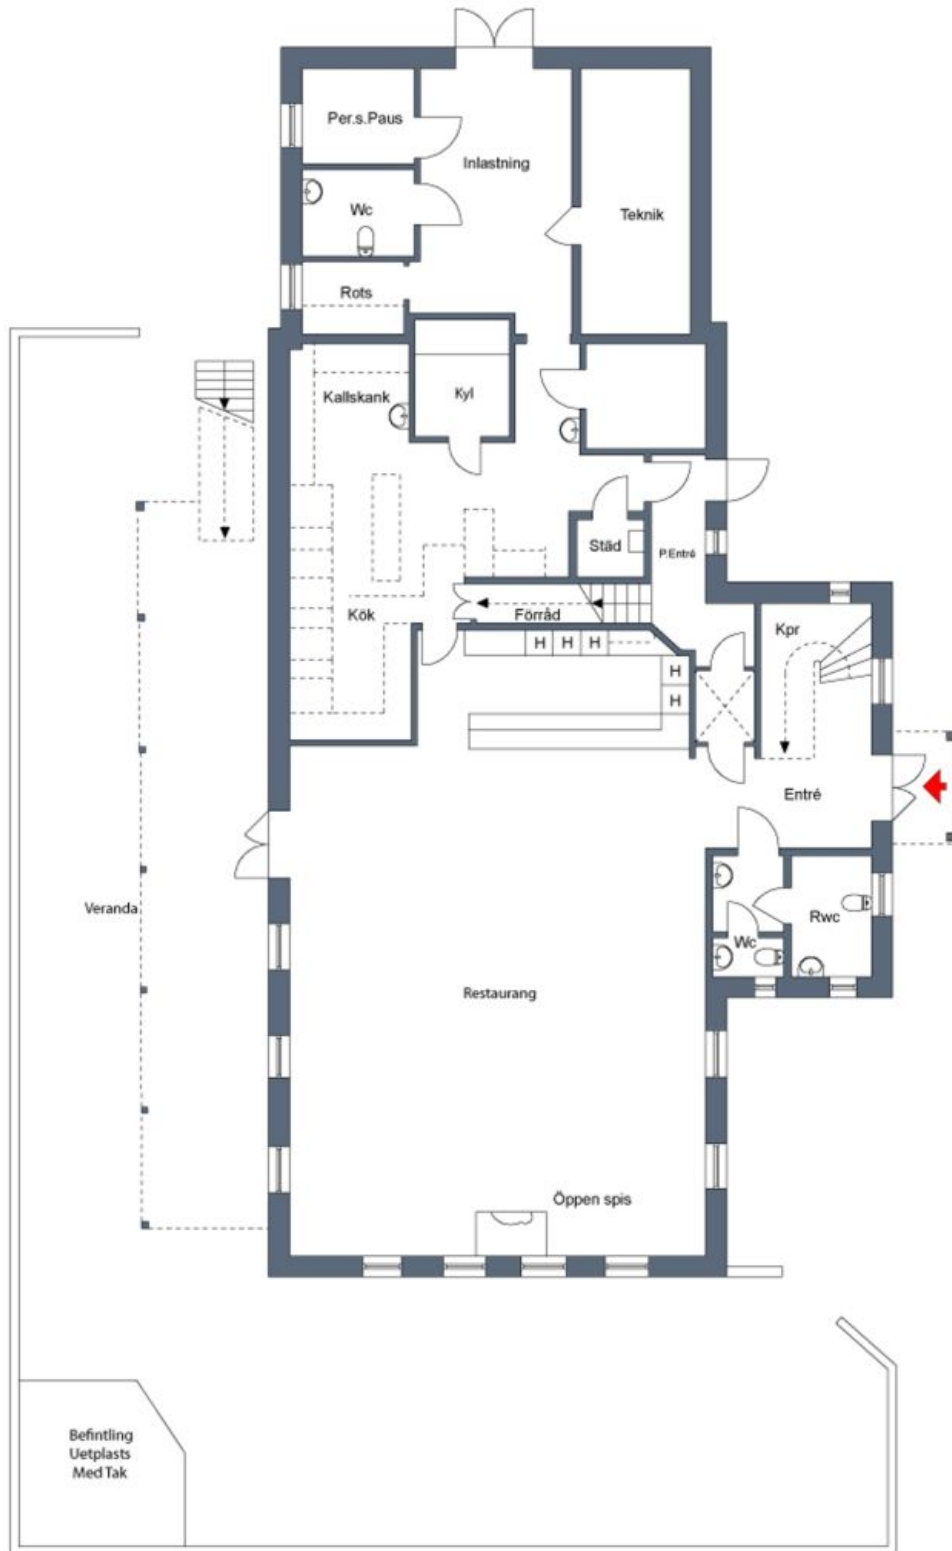 Per.s.Paus
Inlastning
Wc
Teknik
Rots
Kallskank
Kyl
Städ
P.Entré
Kök
Förråd
Kpr
H H H
H
H
Entré
Veranda
Rwc
Wc
Restaurang
Öppen spis
Befintling
Uetplasts
Med Tak